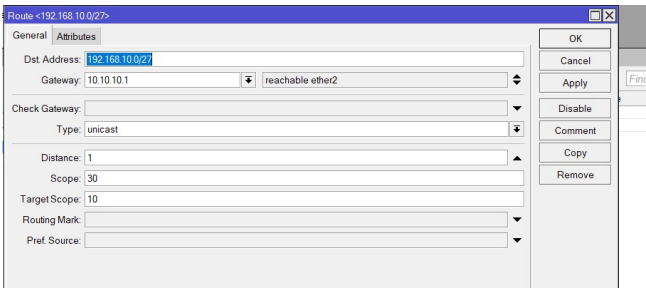 Route <192.168.10.0/27>
General Attributes
Dst. Address: 192.168.10.0/27
Gateway: 10.10.10.1 reachable ether2
Check Gateway:
Type: unicast
Distance: 1
Scope: 30
Target Scope: 10
Routing Mark:
Pref. Source:
OK
Cancel
Apply
Disable
Comment
Copy
Remove
Find